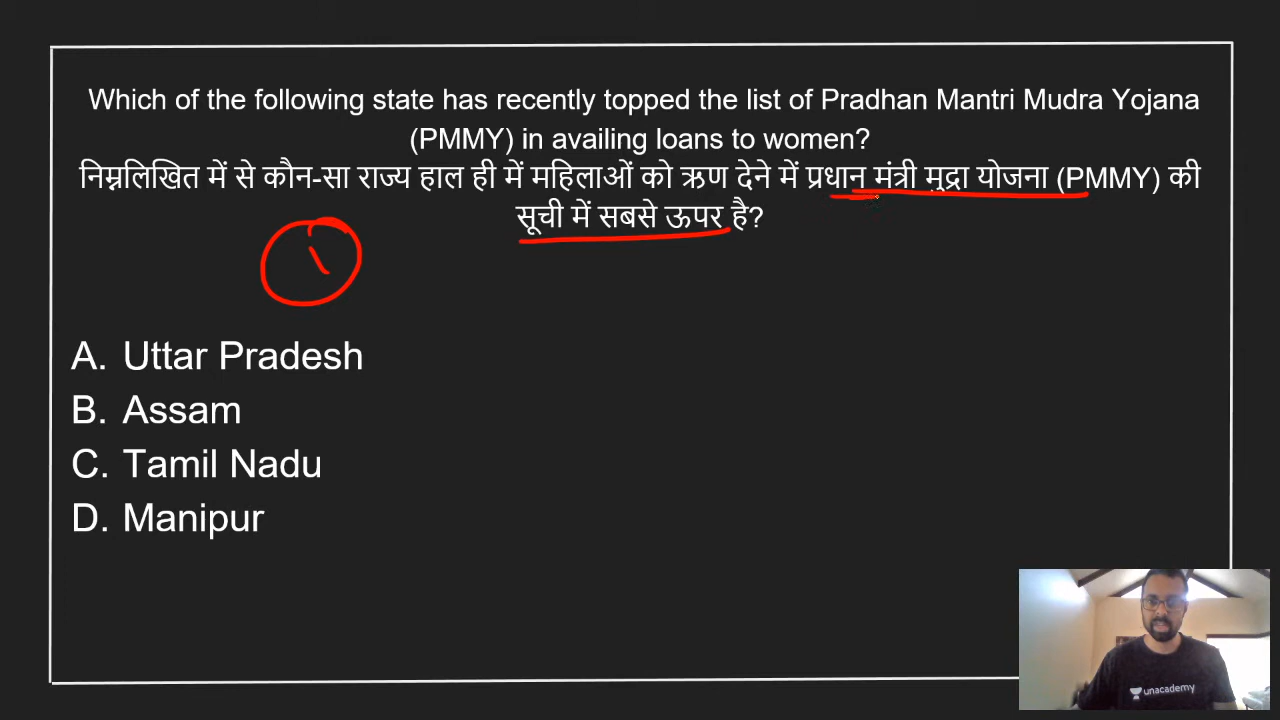 Which of the following state has recently topped the list of Pradhan Mantri Mudra Yojana
(PMMY) in availing loans to women?
निम्नलिखित में से कौन-सा राज्य हाल ही में महिलाओं को ऋण देने में प्रधान मंत्री मुद्रा योजना (PMMY) की
सूची में सबसे ऊपर है?
A. Uttar Pradesh
B. Assam
C. Tamil Nadu
D. Manipur
unacademy